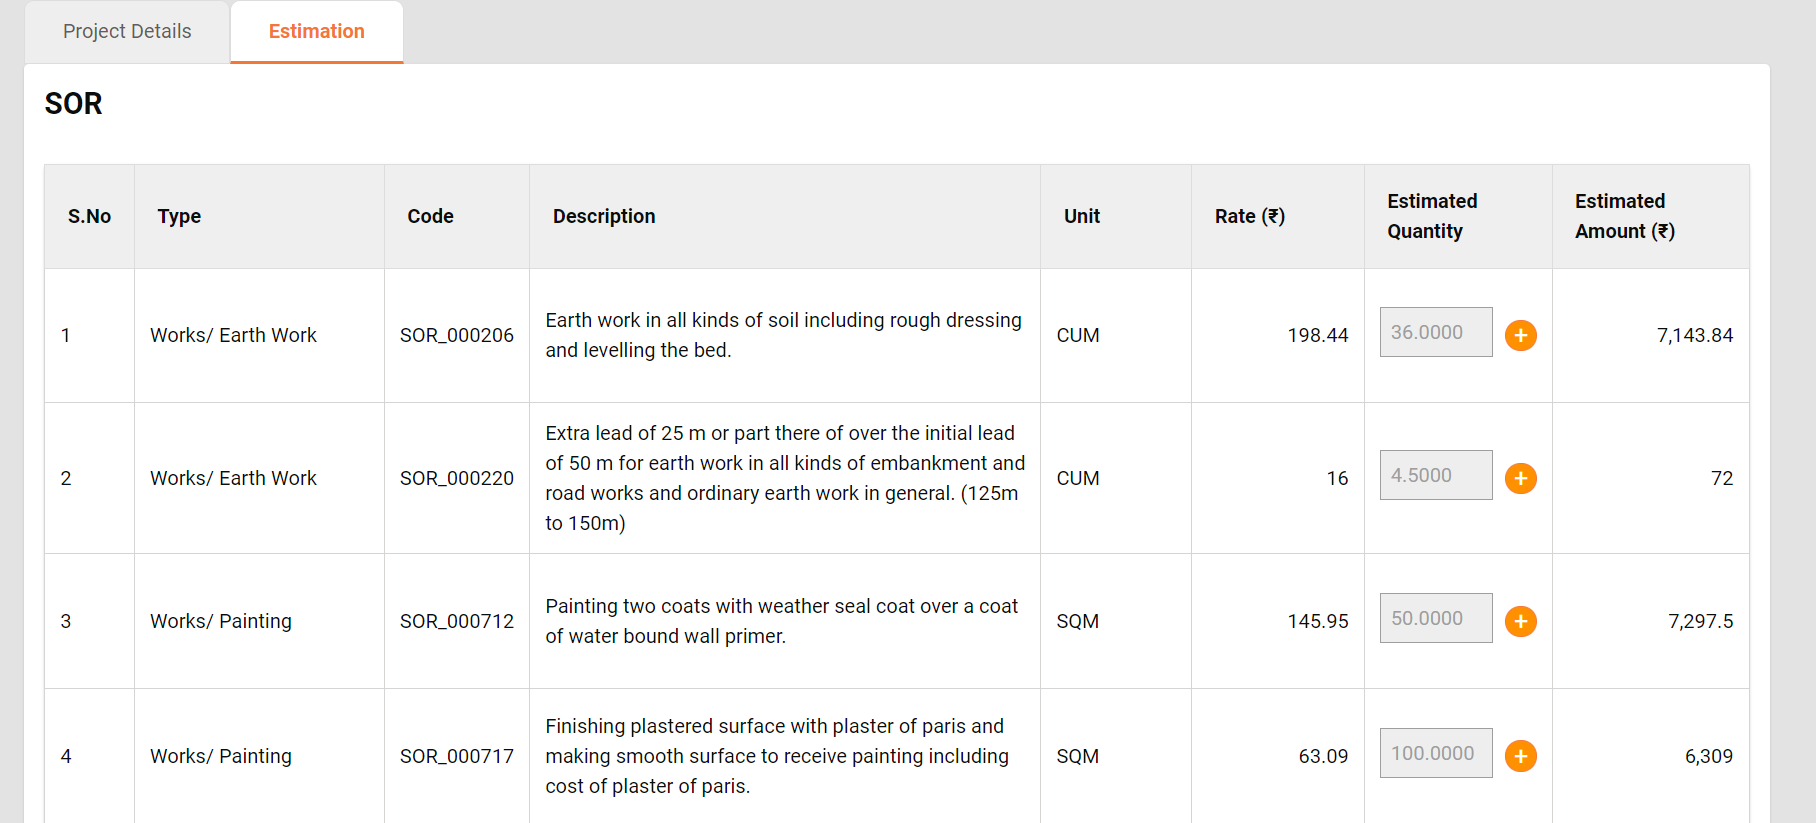 Project Details
Estimation
SOR
S.No
Type
Code
Description
Unit
Rate (₹)
Estimated
Quantity
Estimated
Amount (₹)
1
Works/ Earth Work
SOR_000206
Earth work in all kinds of soil including rough dressing
and levelling the bed.
CUM
198.44
36.0000
+
7,143.84
2
Works/ Earth Work
SOR_000220
Extra lead of 25 m or part there of over the initial lead
of 50 m for earth work in all kinds of embankment and
road works and ordinary earth work in general. (125m
to 150m)
CUM
16
4.5000
+
72
3
Works/ Painting
SOR_000712
Painting two coats with weather seal coat over a coat
of water bound wall primer.
SQM
145.95
50.0000
+
7,297.5
4
Works/ Painting
SOR_000717
Finishing plastered surface with plaster of paris and
making smooth surface to receive painting including
cost of plaster of paris.
SQM
63.09
100.0000
+
6,309